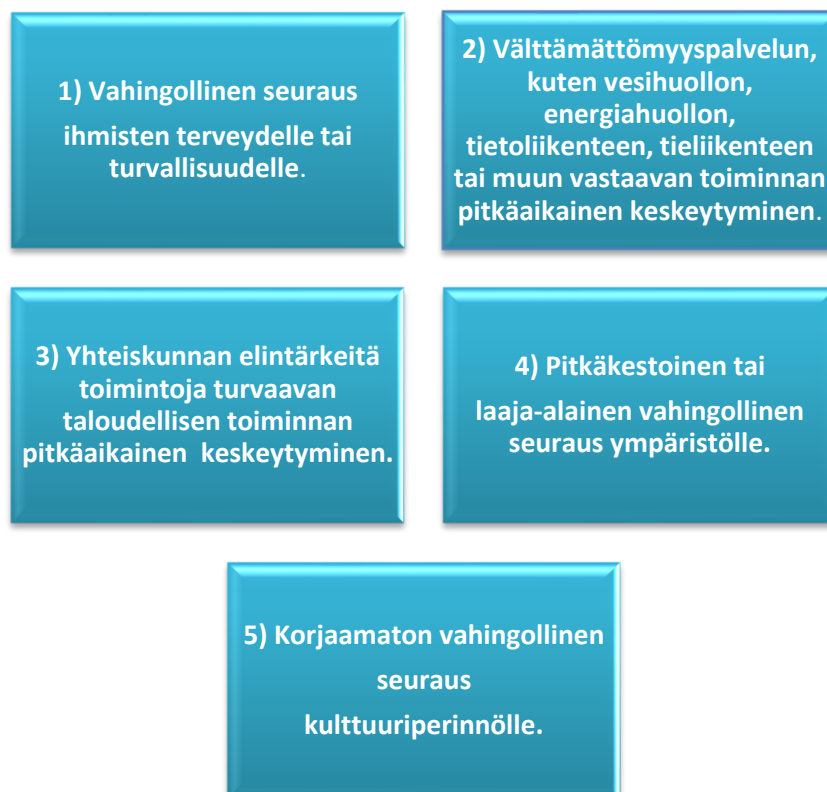 1) Vahingollinen seuraus
ihmisten terveydelle tai
turvallisuudelle.
2) Välttämättömyyspalvelun,
kuten vesihuollon,
energiahuollon,
tietoliikenteen, tieliikenteen
tai muun vastaavan toiminnan
pitkäaikainen keskeytyminen.
3) Yhteiskunnan elintärkeitä
toimintoja turvaavan
taloudellisen toiminnan
pitkäaikainen keskeytyminen.
4) Pitkäkestoinen tai
laaja-alainen vahingollinen
seuraus ympäristölle.
5) Korjaamaton vahingollinen
seuraus
kulttuuriperinnölle.